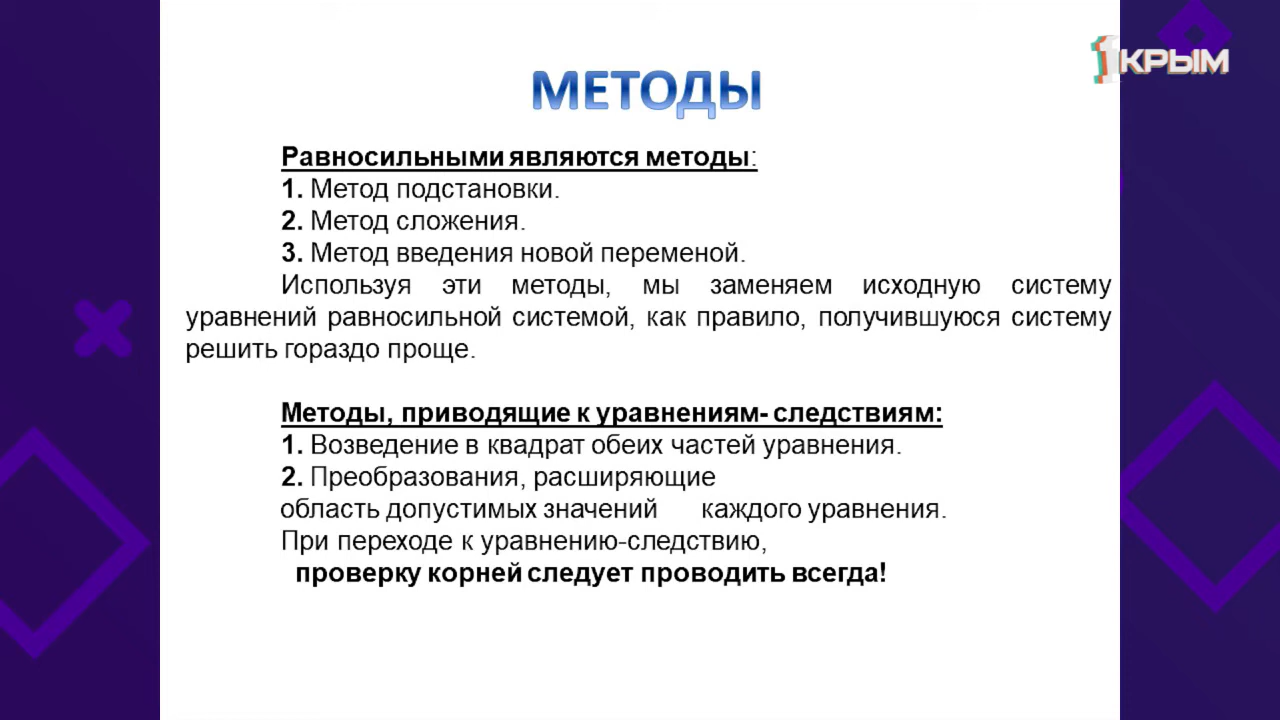 1КРЫМ
МЕТОДЫ
Равносильными являются методы:
1. Метод подстановки.
2. Метод сложения.
3. Метод введения новой переменой.
Используя эти методы, мы заменяем исходную систему
уравнений равносильной системой, как правило, получившуюся систему
решить гораздо проще.
Методы, приводящие к уравнениям- следствиям:
1. Возведение в квадрат обеих частей уравнения.
2. Преобразования, расширяющие
область допустимых значений каждого уравнения.
При переходе к уравнению-следствию,
проверку корней следует проводить всегда!